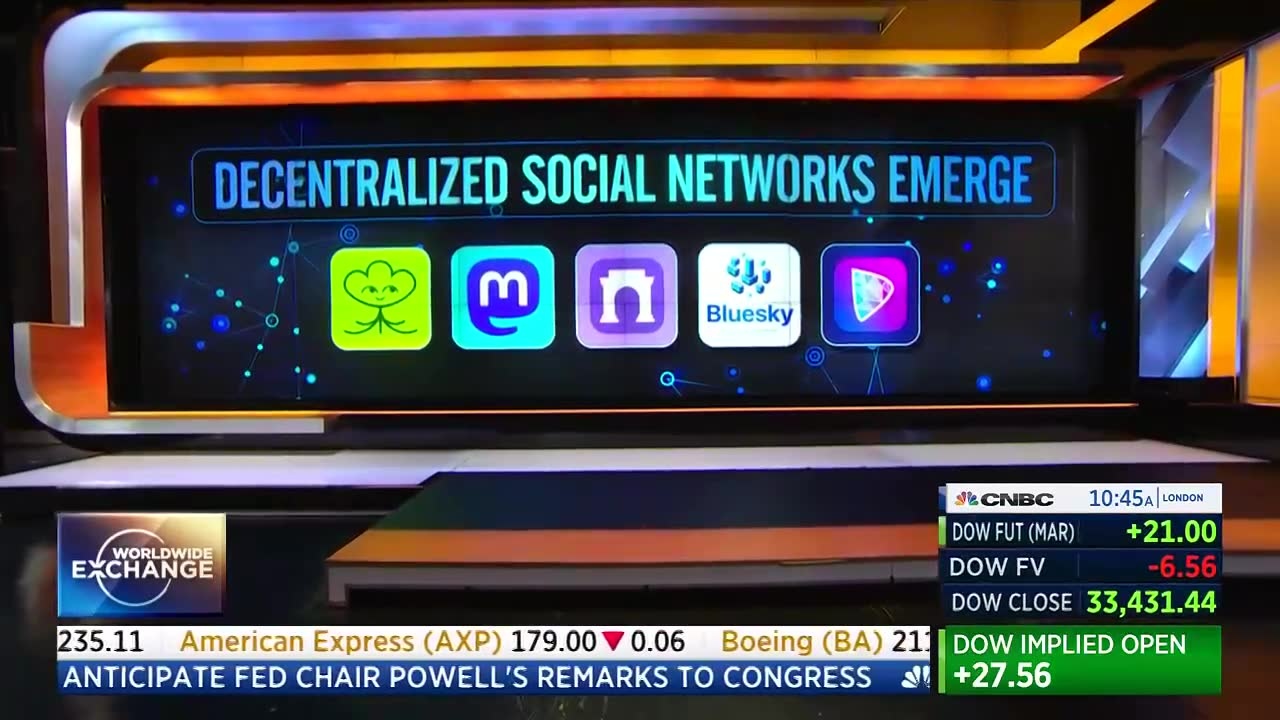 DECENTRALIZED SOCIAL NETWORKS EMERGE
m
Bluesky
WORLDWIDE
EXCHANGE
CNBC 10:45A LONDON
DOW FUT (MAR) +21.00
DOW FV -6.56
DOW CLOSE 33,431.44
DOW IMPLIED OPEN
+27.56
235.11 American Express (AXP) 179.00▼0.06 Boeing (BA) 211
ANTICIPATE FED CHAIR POWELL'S REMARKS TO CONGRESS